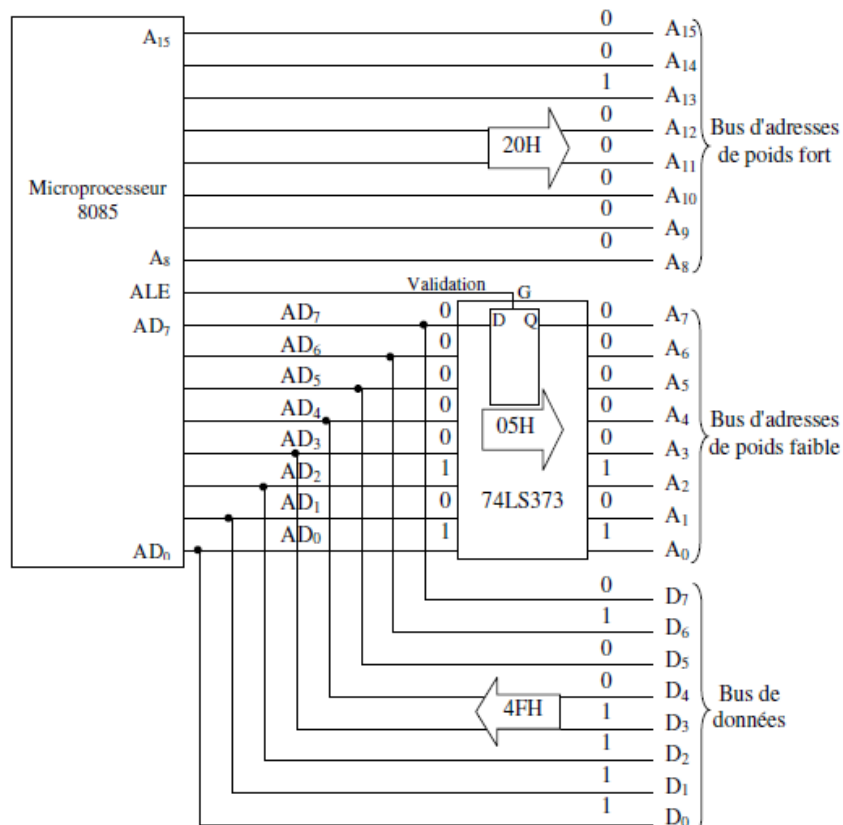 0
A15
A15
0
A14
1
A13
0
A12
Bus d'adresses
de poids fort
20H
0
A11
Microprocesseur
8085
0
A10
0
A9
0
A8
A8
ALE
Validation
G
AD7
AD7
0
D Q
0
A7
AD6
0
0
A6
AD5
0
0
A5
AD4
0
0
A4
Bus d'adresses
de poids faible
05H
AD3
0
0
A3
AD2
1
1
A2
AD1
0
74LS373
0
A1
AD0
AD0
1
1
A0
0
D7
1
D6
0
D5
0
D4
Bus de
données
4FH
1
D3
1
D2
1
D1
1
D0